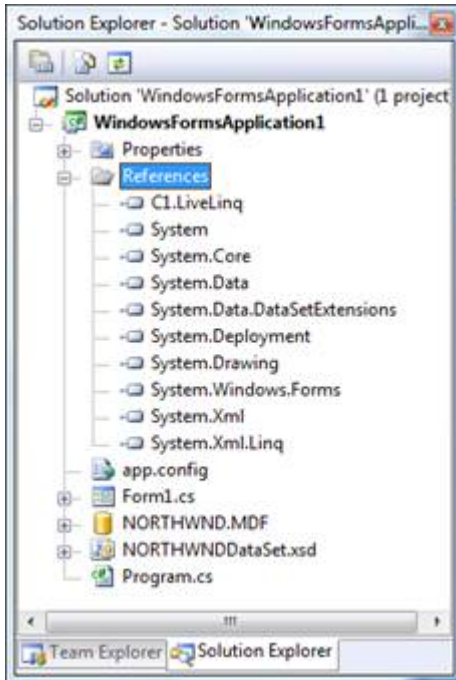 Solution Explorer - Solution 'WindowsFormsAppli...
Solution 'WindowsFormsApplication1' (1 project
WindowsFormsApplication1
Properties
References
C1.LiveLinq
System
System.Core
System.Data
System.Data.DataSetExtensions
System.Deployment
System.Drawing
System.Windows.Forms
System.Xml
System.Xml.Linq
app.config
Form1.cs
NORTHWND.MDF
NORTHWNDDataSet.xsd
Program.cs
Team Explorer Solution Explorer